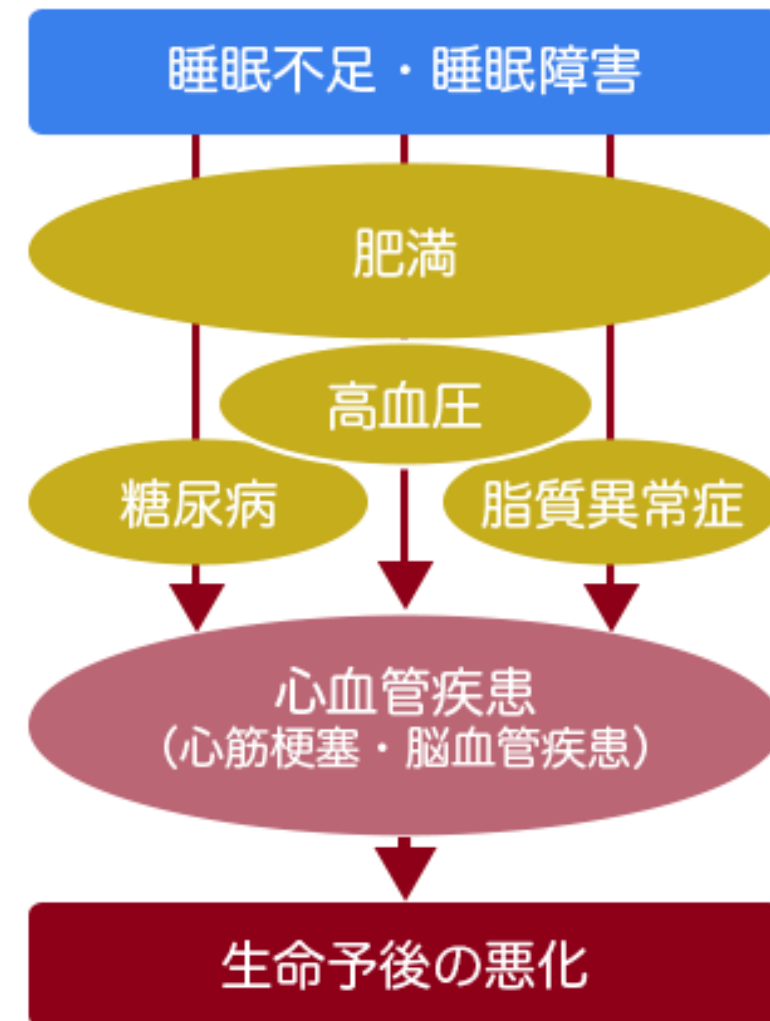 睡眠不足・睡眠障害
肥満
高血圧
糖尿病
脂質異常症
心血管疾患
（心筋梗塞・脳血管疾患）
生命予後の悪化